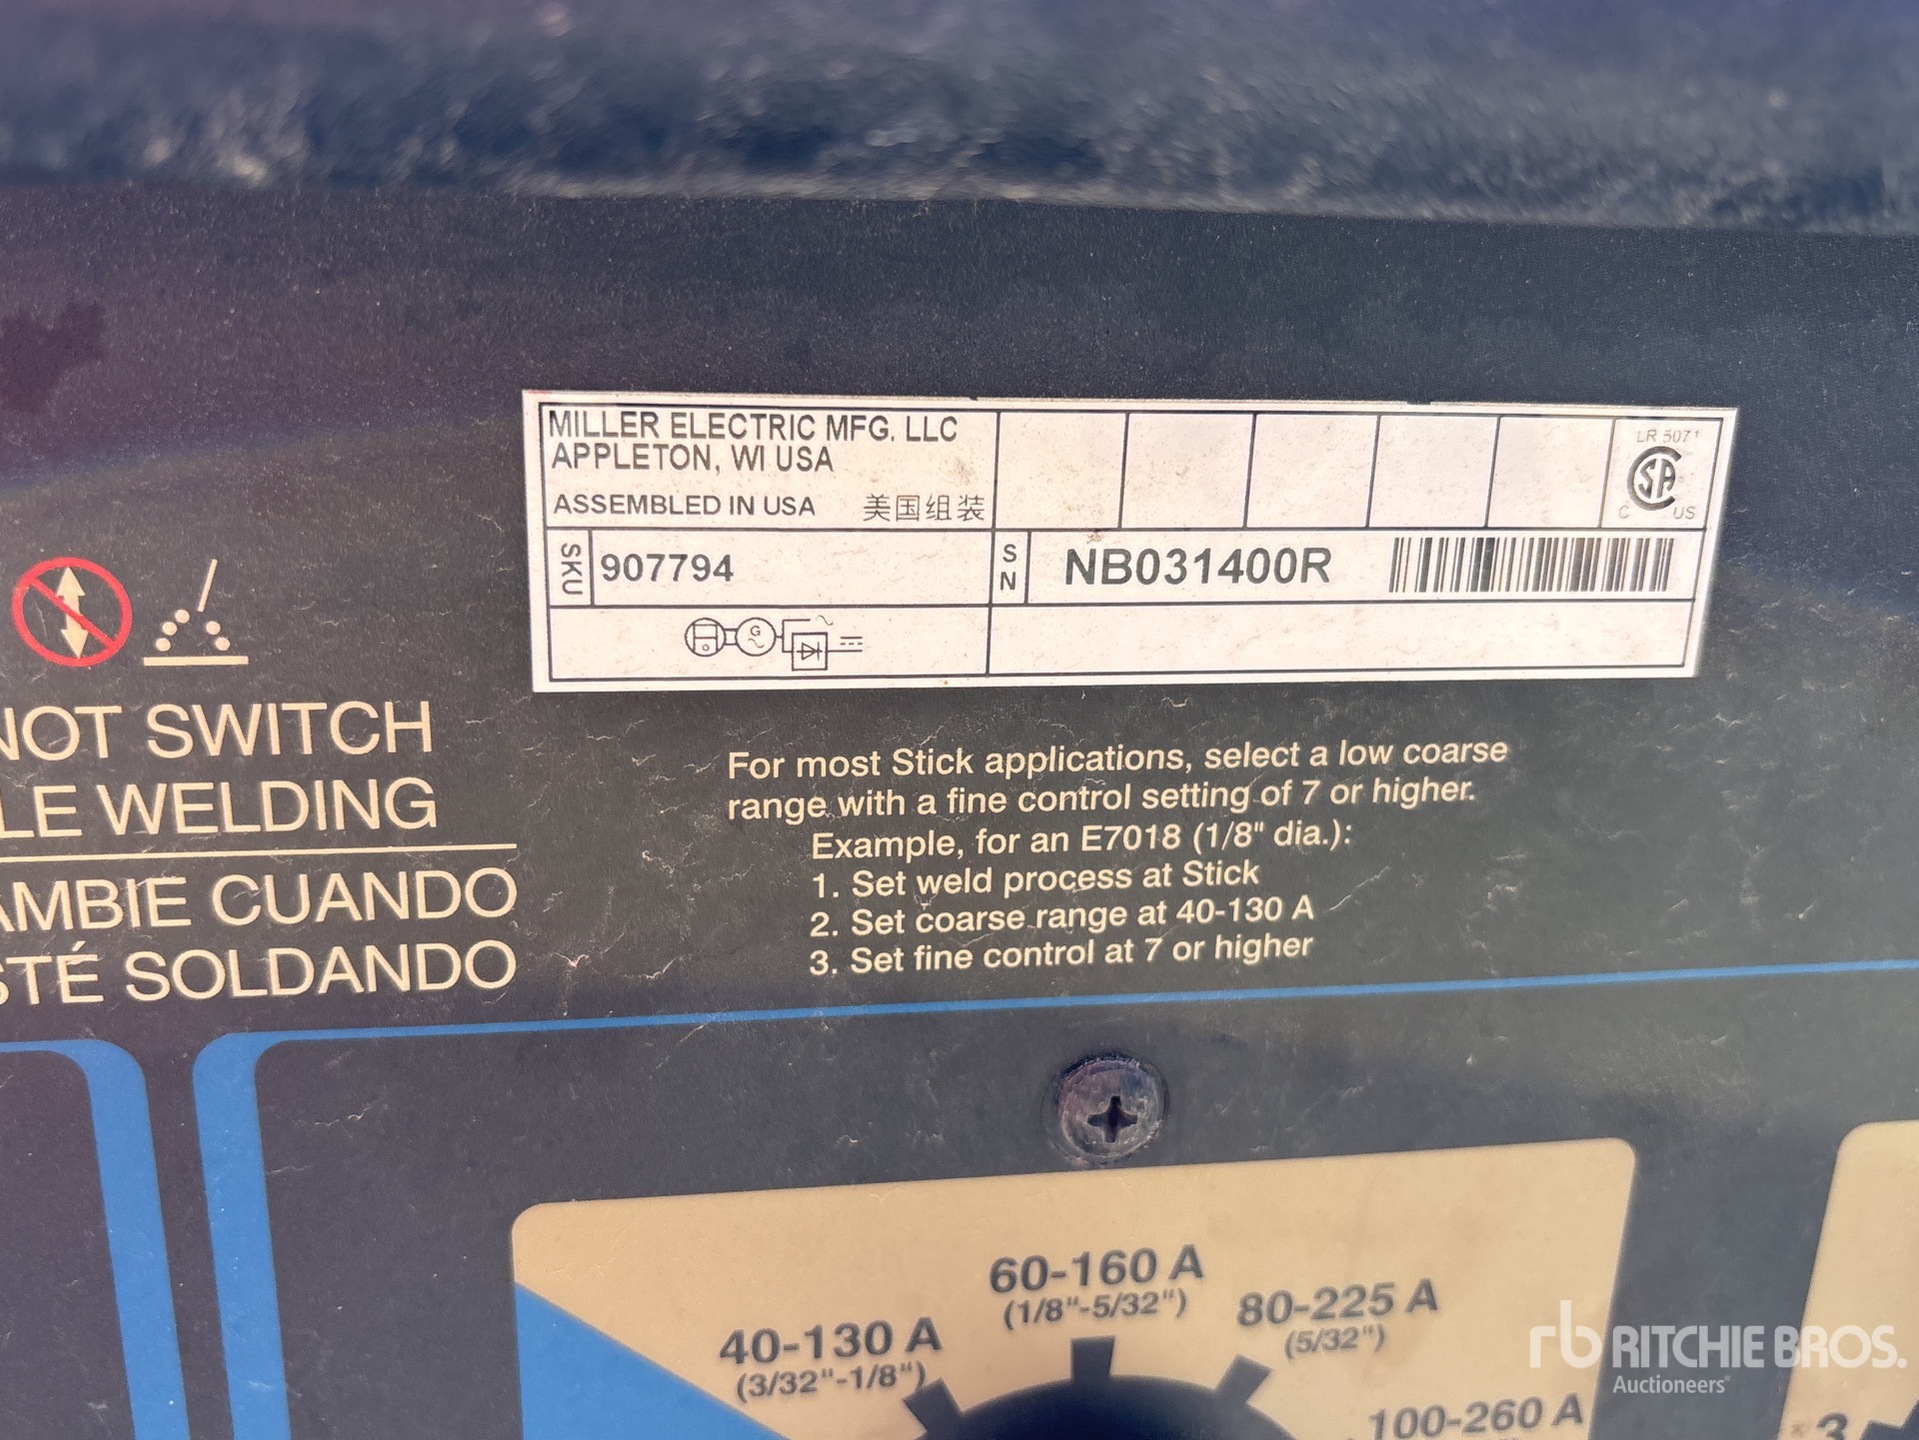 MILLER ELECTRIC MFG. LLC
APPLETON, WI USA
ASSEMBLED IN USA 美国组装
LR 5071
C US
SKU 907794
SN NB031400R
G
NOT SWITCH
LE WELDING
AMBIE CUANDO
STÉ SOLDANDO
For most Stick applications, select a low coarse
range with a fine control setting of 7 or higher.
Example, for an E7018 (1/8" dia.):
1. Set weld process at Stick
2. Set coarse range at 40-130 A
3. Set fine control at 7 or higher
40-130 A
(3/32"-1/8")
60-160 A
(1/8"-5/32")
80-225 A
(5/32")
100-260 A
3
rb RITCHIE BROS.
Auctioneers